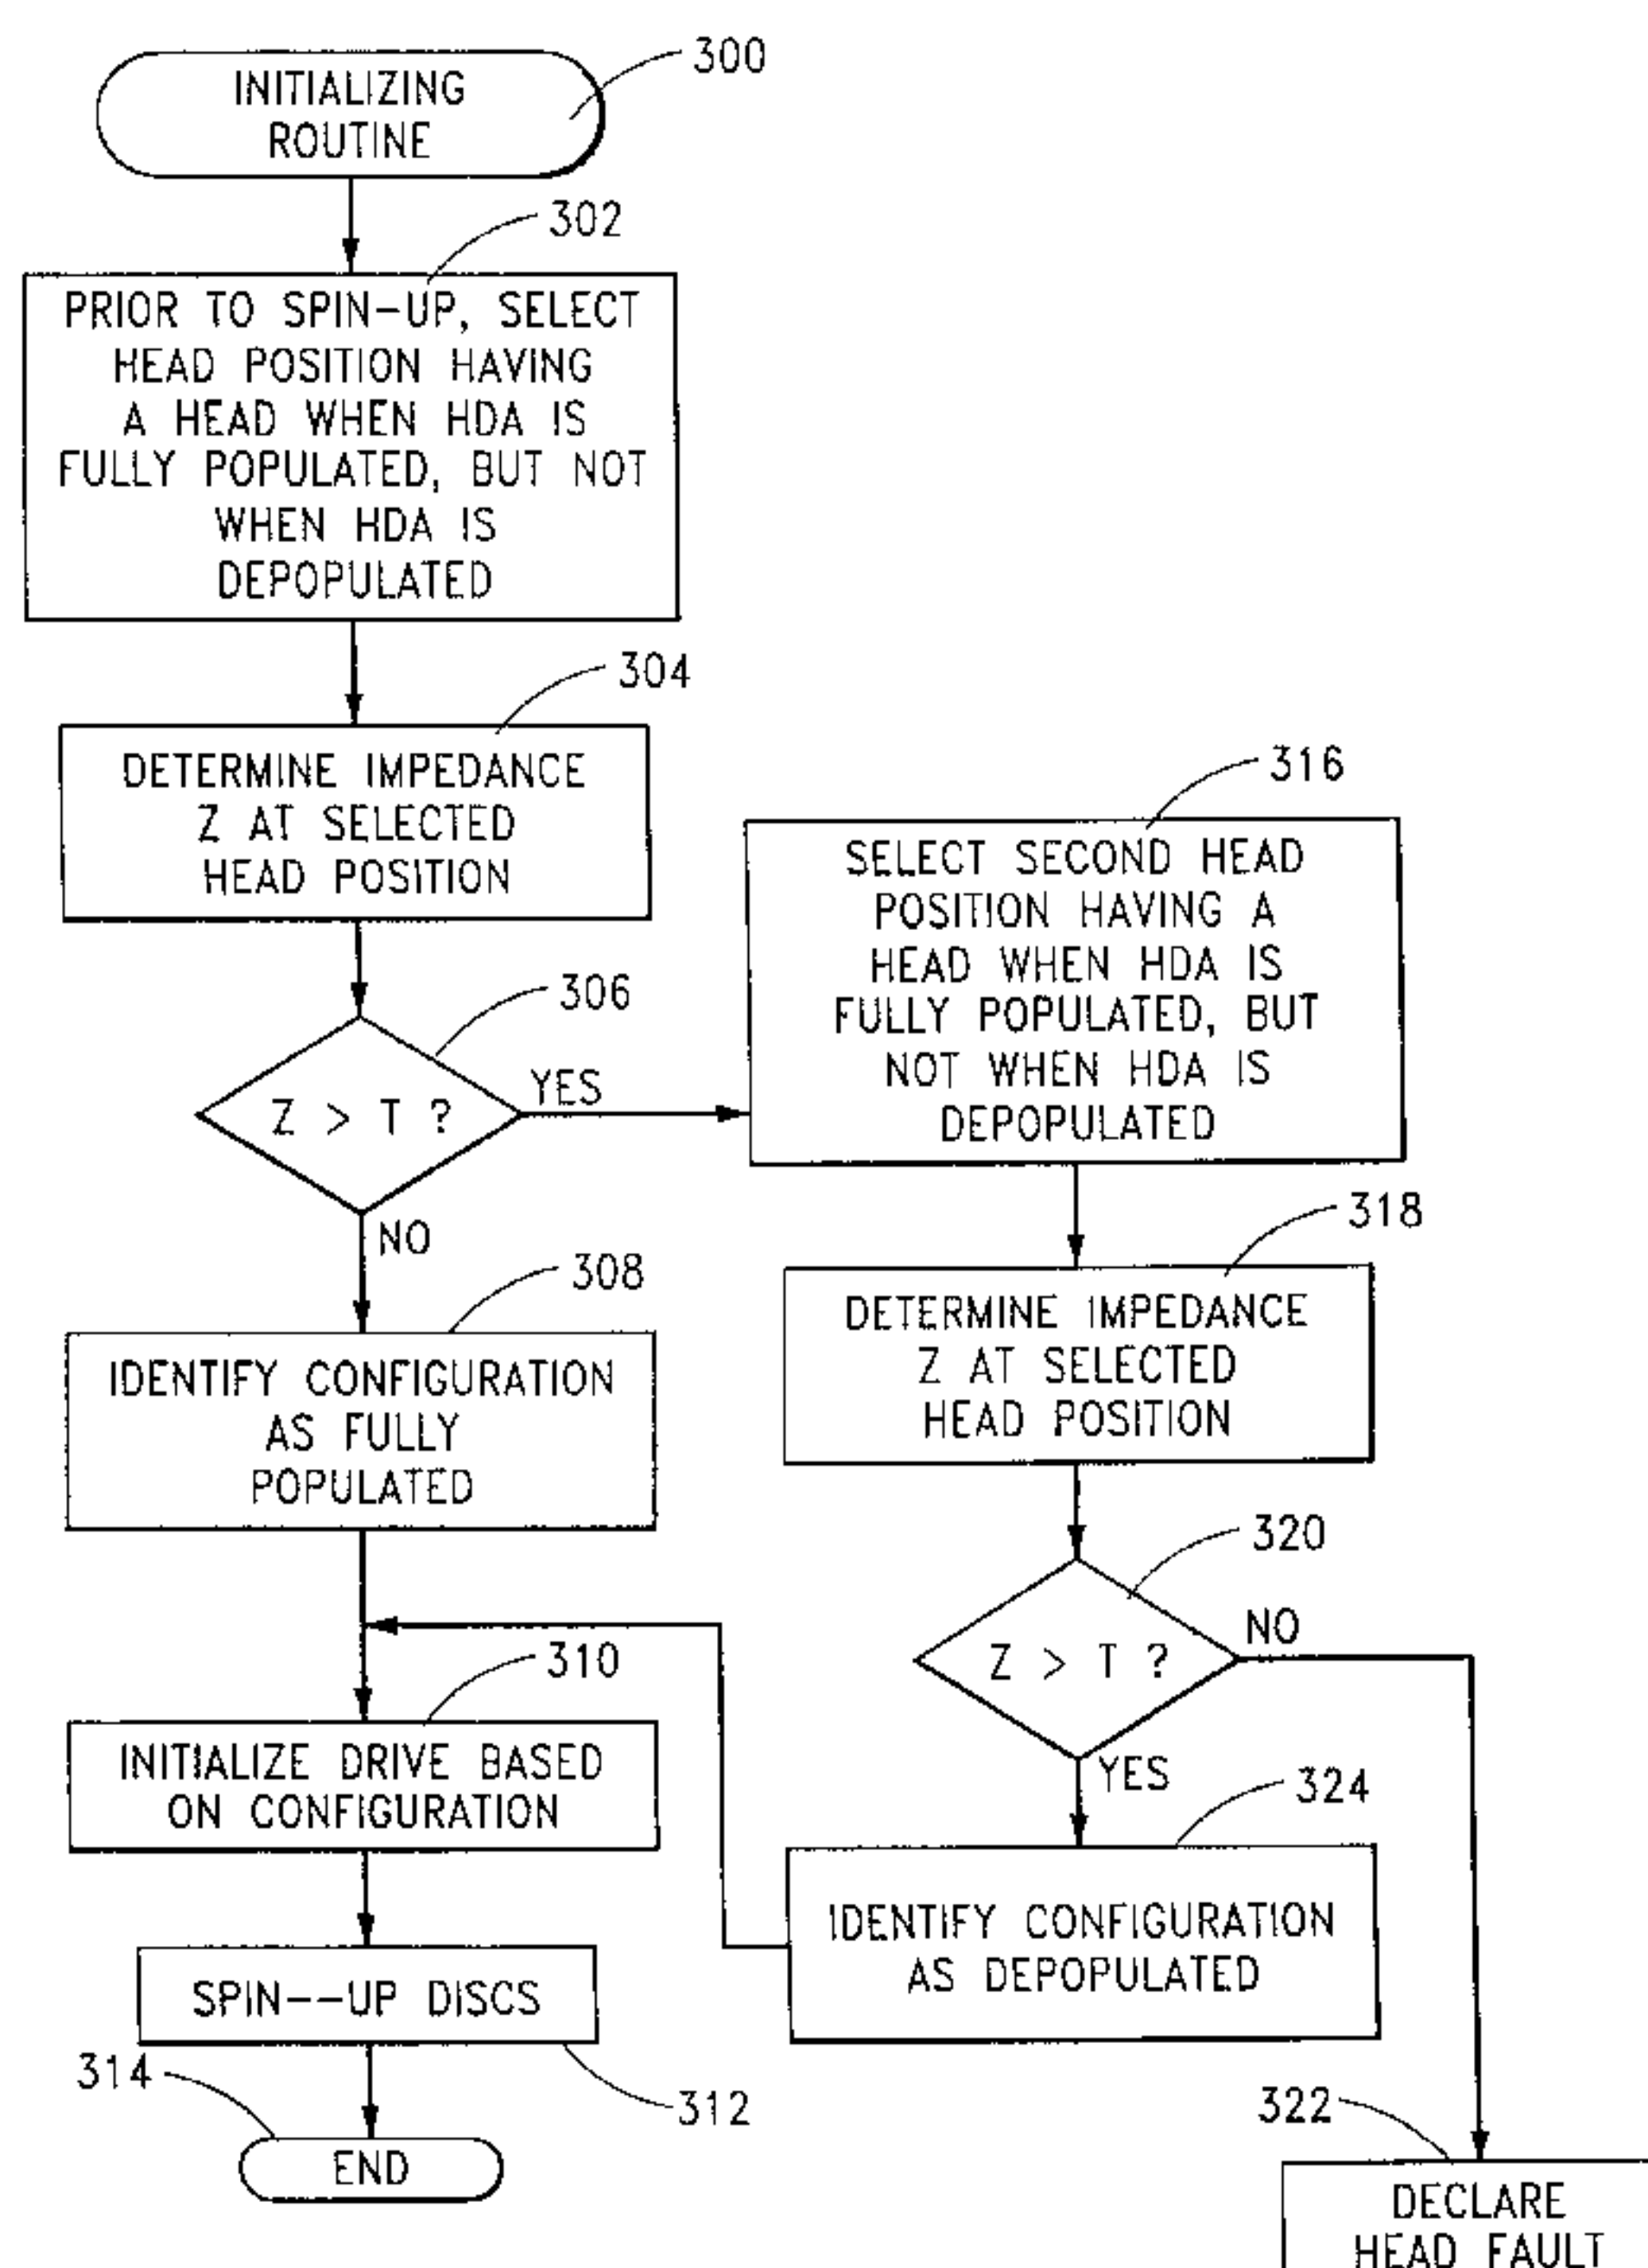 300
INITIALIZING
ROUTINE
302
PRIOR TO SPIN-UP, SELECT
HEAD POSITION HAVING
A HEAD WHEN HDA IS
FULLY POPULATED, BUT NOT
WHEN HDA IS
DEPOPULATED
304
DETERMINE IMPEDANCE
Z AT SELECTED
HEAD POSITION
306
Z > T ?
YES
NO
308
IDENTIFY CONFIGURATION
AS FULLY
POPULATED
310
INITIALIZE DRIVE BASED
ON CONFIGURATION
SPIN--UP DISCS
312
314
END
316
SELECT SECOND HEAD
POSITION HAVING A
HEAD WHEN HDA IS
FULLY POPULATED, BUT
NOT WHEN HDA IS
DEPOPULATED
318
DETERMINE IMPEDANCE
Z AT SELECTED
HEAD POSITION
320
Z > T ?
NO
YES
324
IDENTIFY CONFIGURATION
AS DEPOPULATED
322
DECLARE
HEAD FAULT